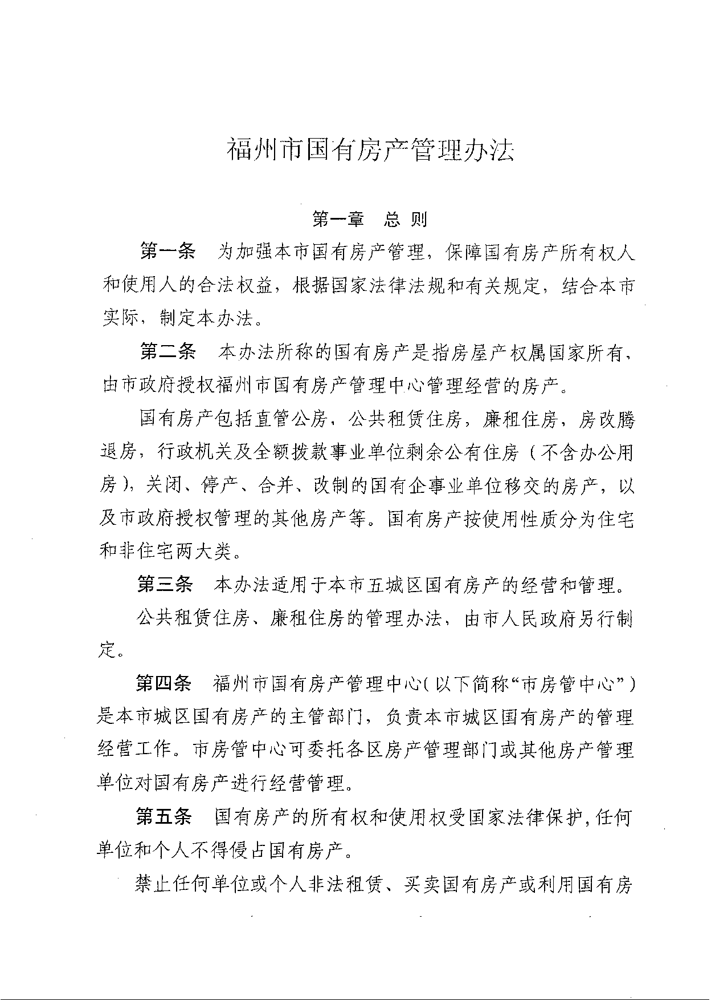 福州市国有房产管理办法
第一章 总 则
第一条 为加强本市国有房产管理，保障国有房产所有权人
和使用人的合法权益，根据国家法律法规和有关规定，结合本市
实际，制定本办法。
第二条 本办法所称的国有房产是指房屋产权属国家所有，
由市政府授权福州市国有房产管理中心管理经营的房产。
国有房产包括直管公房，公共租赁住房，廉租住房，房改腾
退房，行政机关及全额拨款事业单位剩余公有住房（不含办公用
房），关闭、停产、合并、改制的国有企事业单位移交的房产，以
及市政府授权管理的其他房产等。国有房产按使用性质分为住宅
和非住宅两大类。
第三条 本办法适用于本市五城区国有房产的经营和管理。
公共租赁住房、廉租住房的管理办法，由市人民政府另行制
定。
第四条 福州市国有房产管理中心（以下简称“市房管中心”）
是本市城区国有房产的主管部门，负责本市城区国有房产的管理
经营工作。市房管中心可委托各区房产管理部门或其他房产管理
单位对国有房产进行经营管理。
第五条 国有房产的所有权和使用权受国家法律保护,任何
单位和个人不得侵占国有房产。
禁止任何单位或个人非法租赁、买卖国有房产或利用国有房